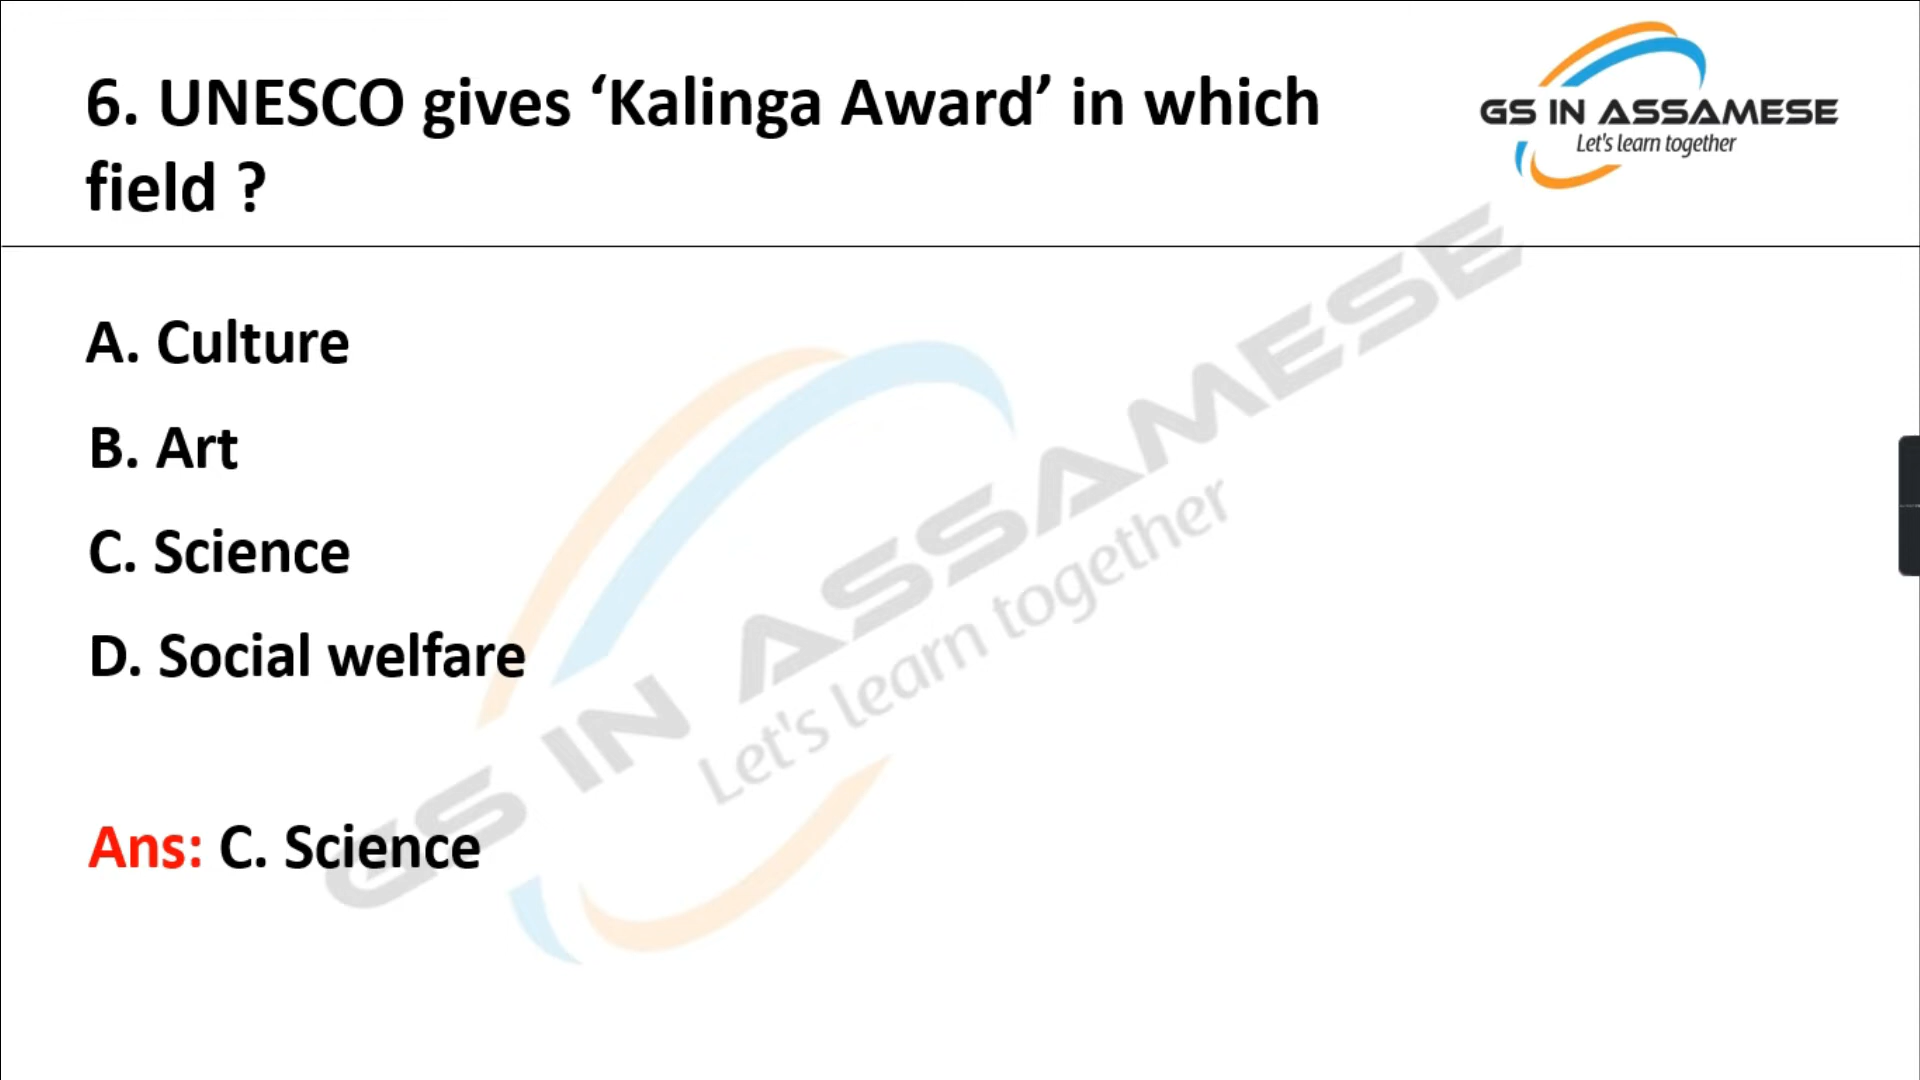 6. UNESCO gives ‘Kalinga Award’ in which
field ?
GS IN ASSAMESE
Let's learn together
A. Culture
B. Art
C. Science
D. Social welfare
Ans: C. Science
GS IN ASSAMESE
Let's learn together